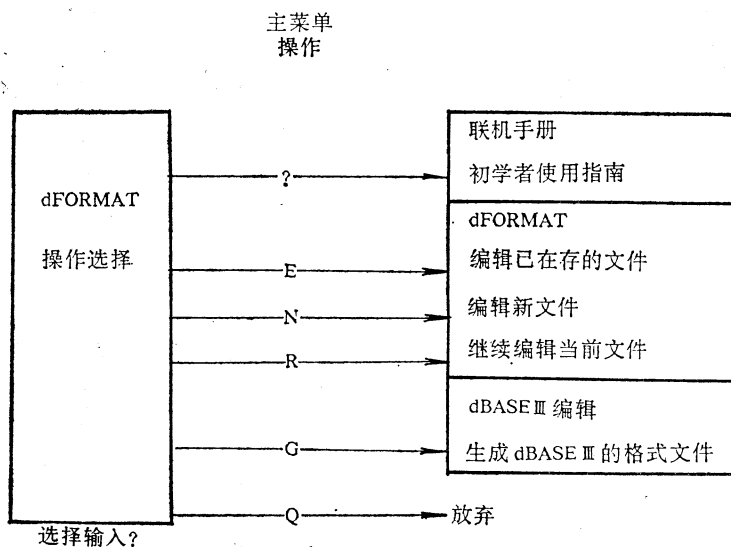 主菜单
操作
dFORMAT
操作选择
选择输入?
?
E
N
R
G
Q
联机手册
初学者使用指南
dFORMAT
编辑已在存的文件
编辑新文件
继续编辑当前文件
dBASEⅢ编辑
生成dBASEⅢ的格式文件
放弃